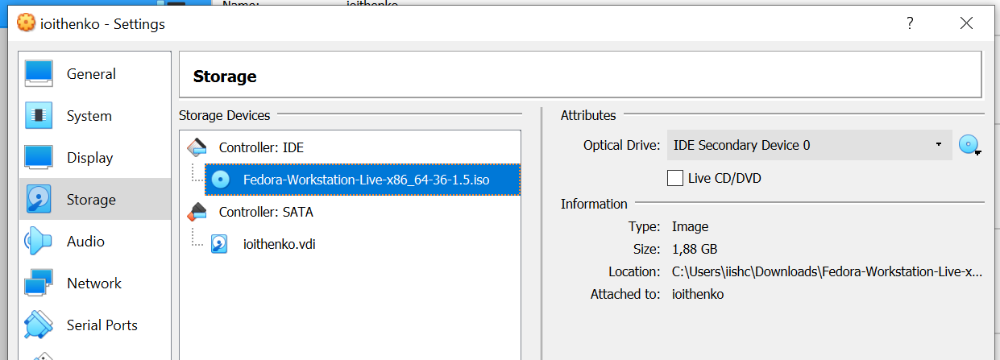 Name: ioithenko
ioithenko - Settings
?
General
System
Display
Storage
Audio
Network
Serial Ports
Storage
Storage Devices
Controller: IDE
Fedora-Workstation-Live-x86_64-36-1.5.iso
Controller: SATA
ioithenko.vdi
Attributes
Optical Drive: IDE Secondary Device 0
Live CD/DVD
Information
Type: Image
Size: 1,88 GB
Location: C:\Users\iishc\Downloads\Fedora-Workstation-Live-x...
Attached to: ioithenko